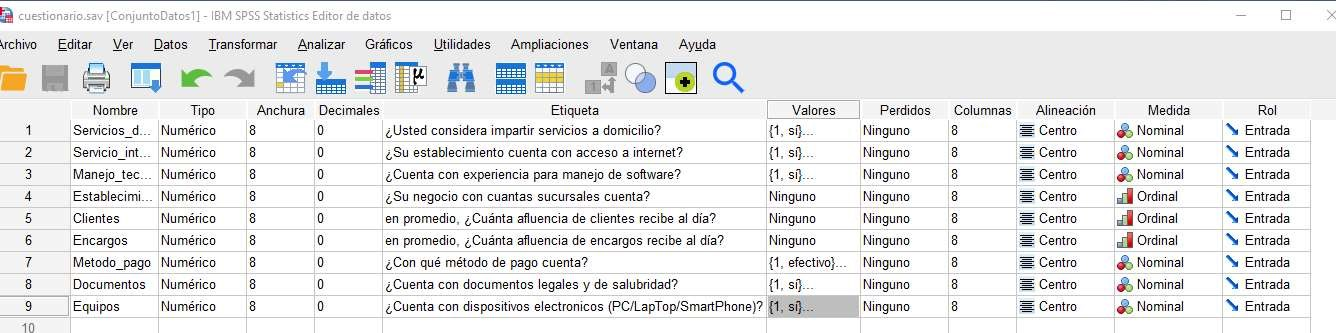 cuestionario.sav [ConjuntoDatos1] - IBM SPSS Statistics Editor de datos
Archivo Editar Ver Datos Transformar Analizar Gráficos Utilidades Ampliaciones Ventana Ayuda
Nombre Tipo Anchura Decimales Etiqueta Valores Perdidos Columnas Alineación Medida Rol
1 Servicios_d... Numérico 8 0 ¿Usted considera impartir servicios a domicilio? {1, sí}... Ninguno 8 Centro Nominal Entrada
2 Servicio_int... Numérico 8 0 ¿Su establecimiento cuenta con acceso a internet? {1, sí}... Ninguno 8 Centro Nominal Entrada
3 Manejo_tec... Numérico 8 0 ¿Cuenta con experiencia para manejo de software? {1, sí}... Ninguno 8 Centro Nominal Entrada
4 Establecimi... Numérico 8 0 ¿Su negocio con cuantas sucursales cuenta? Ninguno Ninguno 8 Centro Ordinal Entrada
5 Clientes Numérico 8 0 en promedio, ¿Cuánta afluencia de clientes recibe al día? Ninguno Ninguno 8 Centro Ordinal Entrada
6 Encargos Numérico 8 0 en promedio, ¿Cuánta afluencia de encargos recibe al día? Ninguno Ninguno 8 Centro Ordinal Entrada
7 Metodo_pago Numérico 8 0 ¿Con qué método de pago cuenta? {1, efectivo}... Ninguno 8 Centro Nominal Entrada
8 Documentos Numérico 8 0 ¿Cuenta con documentos legales y de salubridad? {1, sí}... Ninguno 8 Centro Nominal Entrada
9 Equipos Numérico 8 0 ¿Cuenta con dispositivos electronicos (PC/LapTop/SmartPhone)? {1, sí}... Ninguno 8 Centro Nominal Entrada
10